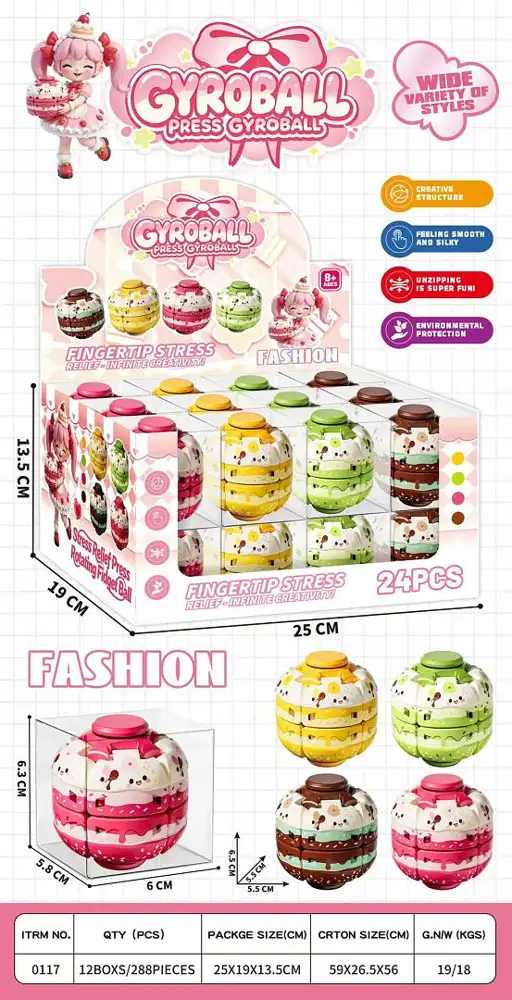 GYROBALL
PRESS GYROBALL
WIDE
VARIETY OF
STYLES
CREATIVE
STRUCTURE
FEELING SMOOTH
AND SILKY
UNZIPPING
IS SUPER FUN!
ENVIRONMENTAL
PROTECTION
GYROBALL
PRESS GYROBALL
8+
AGES
FINGERTIP STRESS
RELIEF - INFINITE CREATIVITY!
FASHION
Stress Relief Press
Rotating Fidget Ball
FINGERTIP STRESS
RELIEF - INFINITE CREATIVITY!
24PCS
13.5 CM
19 CM
25 CM
FASHION
6.3 CM
5.8 CM
6 CM
6.5 CM
5.5 CM
5.5 CM
ITRM NO. QTY (PCS) PACKGE SIZE(CM) CRTON SIZE(CM) G.N/W (KGS)
0117 12BOXS/288PIECES 25X19X13.5CM 59X26.5X56 19/18